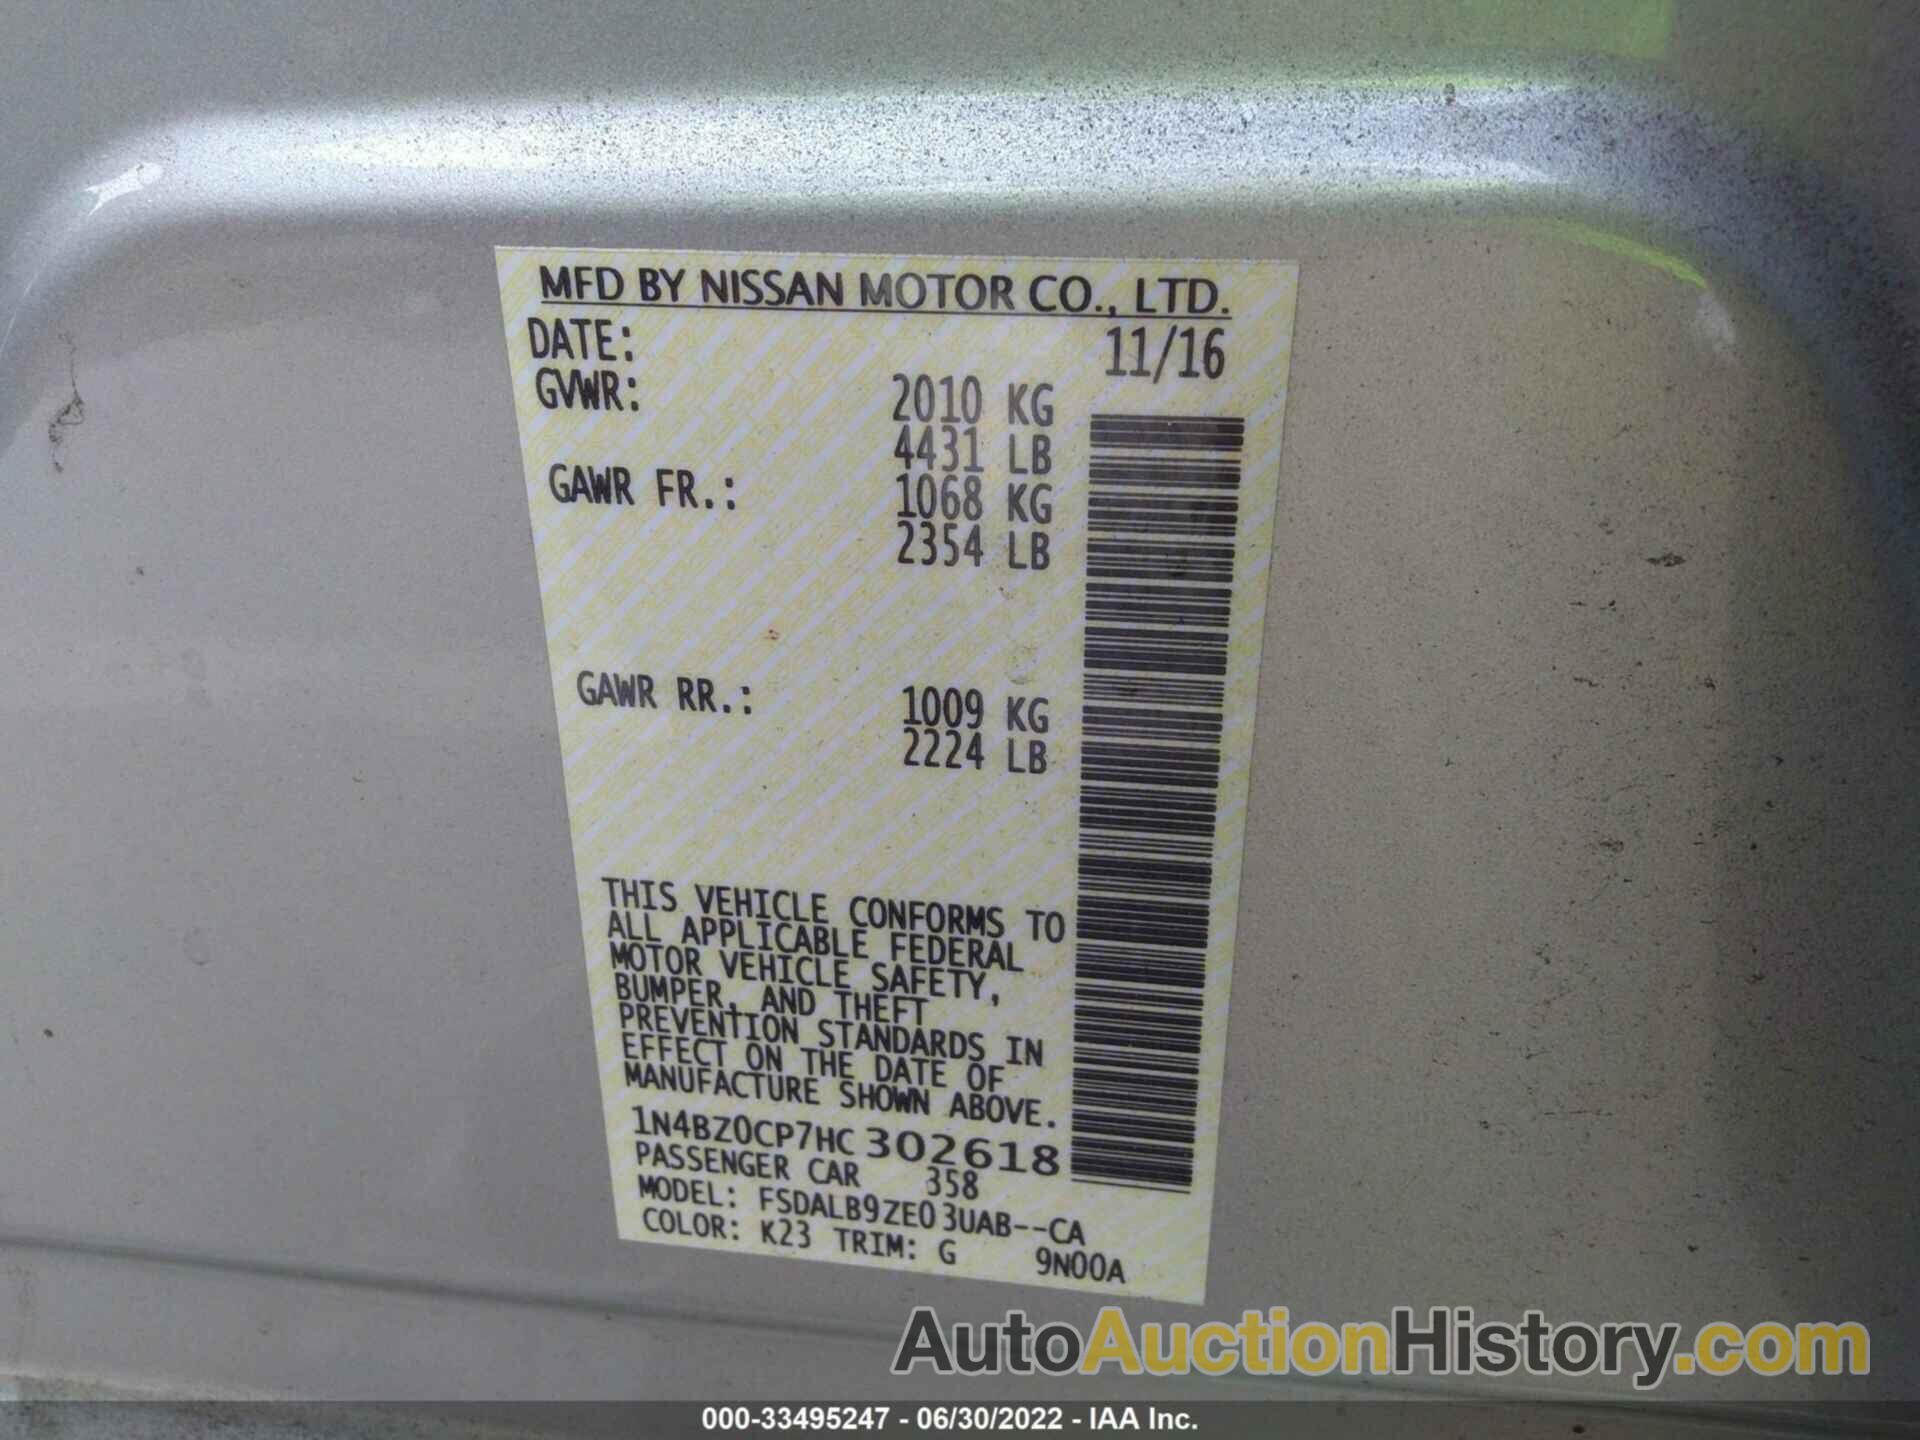 MFD BY NISSAN MOTOR CO., LTD.
DATE: 11/16
GVWR: 2010 KG
4431 LB
GAWR FR.: 1068 KG
2354 LB
GAWR RR.: 1009 KG
2224 LB
THIS VEHICLE CONFORMS TO
ALL APPLICABLE FEDERAL
MOTOR VEHICLE SAFETY,
BUMPER, AND THEFT
PREVENTION STANDARDS IN
EFFECT ON THE DATE OF
MANUFACTURE SHOWN ABOVE.
1N4BZ0CP7HC302618
PASSENGER CAR 358
MODEL: FSDALB9ZE03UAB--CA
COLOR: K23 TRIM: G 9N00A
AutoAuctionHistory.com
000-33495247 - 06/30/2022 - IAA Inc.